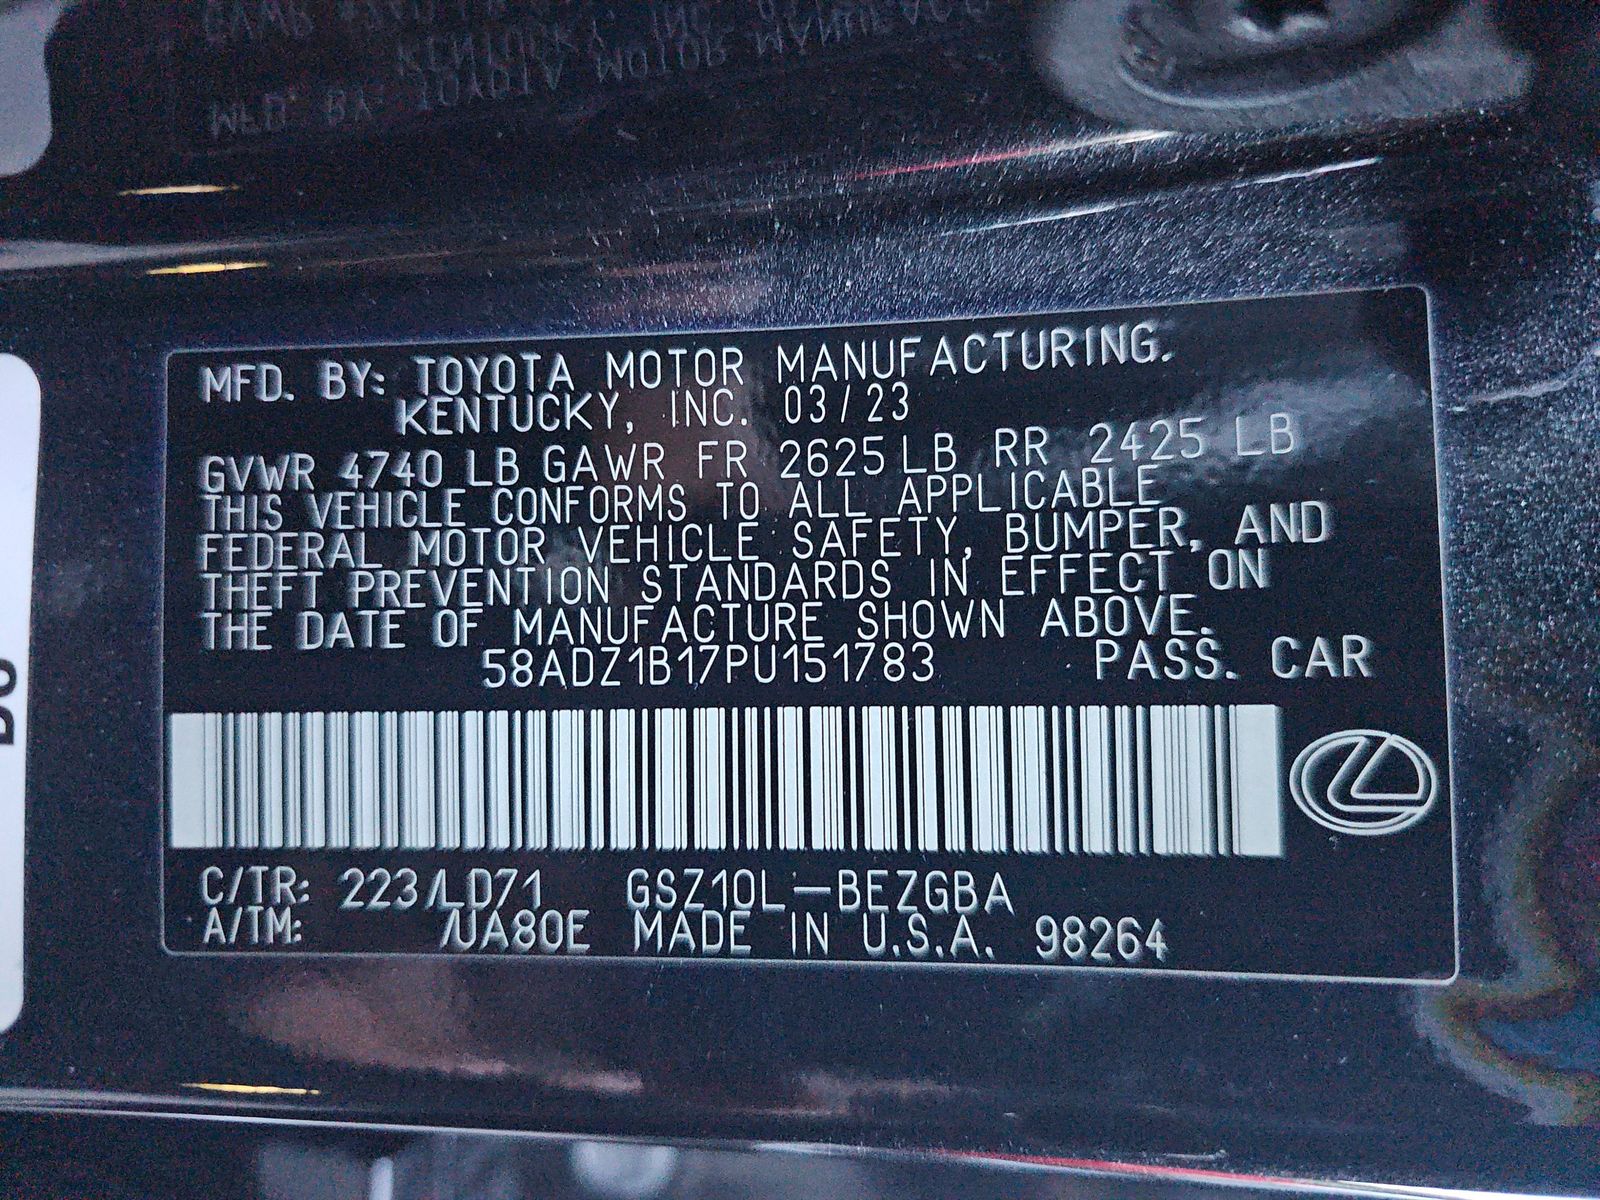 MFD. BY: TOYOTA MOTOR MANUFACTURING.
KENTUCKY, INC. 03/23
GVWR 4740 LB GAWR FR 2625 LB RR 2425 LB
THIS VEHICLE CONFORMS TO ALL APPLICABLE
FEDERAL MOTOR VEHICLE SAFETY, BUMPER, AND
THEFT PREVENTION STANDARDS IN EFFECT ON
THE DATE OF MANUFACTURE SHOWN ABOVE.
58ADZ1B17PU151783 PASS. CAR
C/TR: 223/LD71 GSZ10L-BEZGBA
A/TM: /UA80E MADE IN U.S.A. 98264